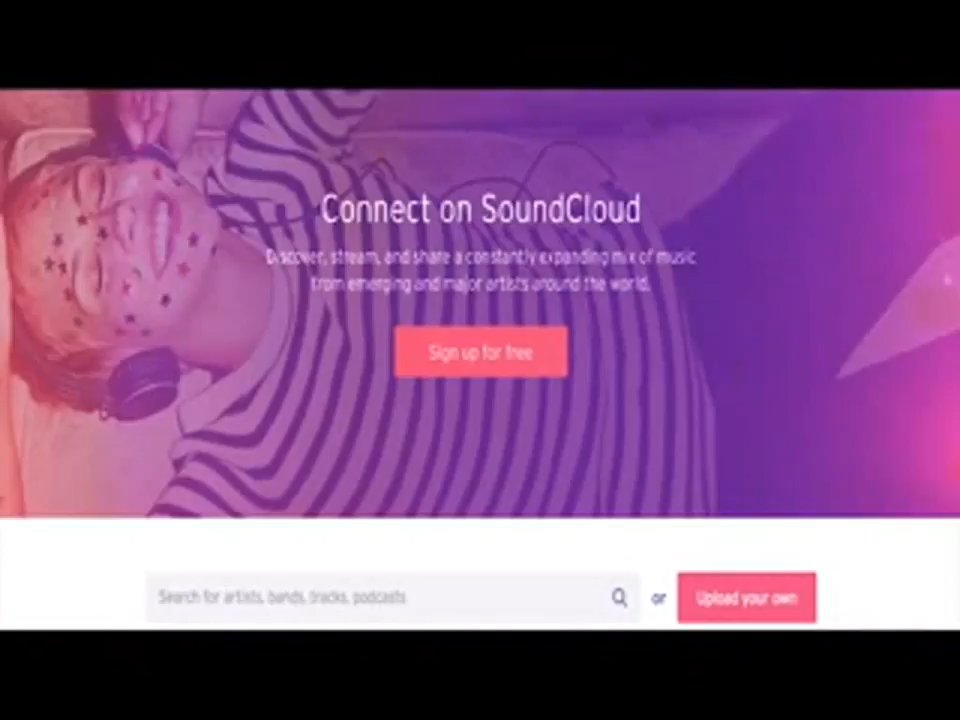 Connect on SoundCloud
Discover, stream, and share a constantly expanding mix of music
from emerging and major artists around the world.
Sign up for free
Search for artists, bands, tracks, podcasts
or
Upload your own